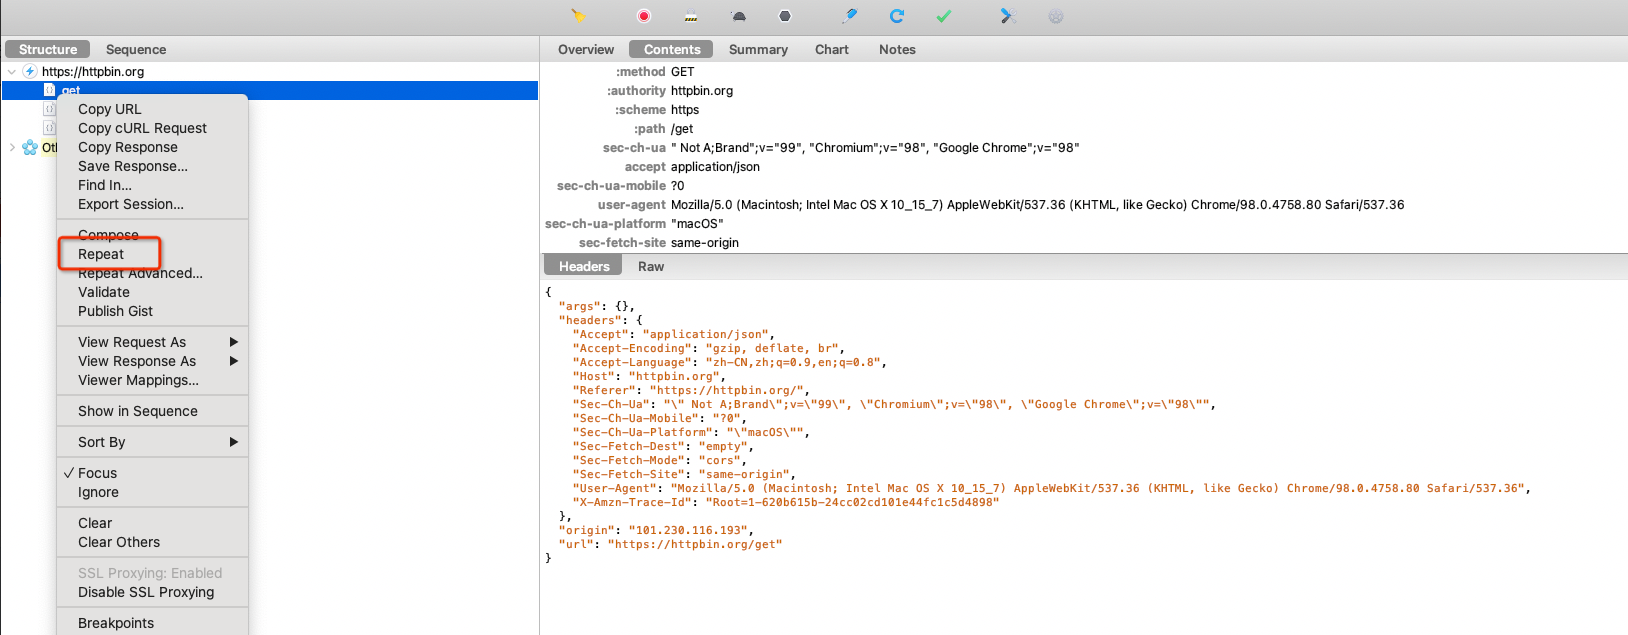 Structure Sequence
https://httpbin.org
get
Copy URL
Copy cURL Request
Copy Response
Save Response...
Find In...
Export Session...
Compose
Repeat
Repeat Advanced...
Validate
Publish Gist
View Request As
View Response As
Viewer Mappings...
Show in Sequence
Sort By
✓ Focus
Ignore
Clear
Clear Others
SSL Proxying: Enabled
Disable SSL Proxying
Breakpoints
Overview Contents Summary Chart Notes
:method GET
:authority httpbin.org
:scheme https
:path /get
sec-ch-ua " Not A;Brand";v="99", "Chromium";v="98", "Google Chrome";v="98"
accept application/json
sec-ch-ua-mobile ?0
user-agent Mozilla/5.0 (Macintosh; Intel Mac OS X 10_15_7) AppleWebKit/537.36 (KHTML, like Gecko) Chrome/98.0.4758.80 Safari/537.36
sec-ch-ua-platform "macOS"
sec-fetch-site same-origin
Headers Raw
{
"args": {},
"headers": {
"Accept": "application/json",
"Accept-Encoding": "gzip, deflate, br",
"Accept-Language": "zh-CN,zh;q=0.9,en;q=0.8",
"Host": "httpbin.org",
"Referer": "https://httpbin.org/",
"Sec-Ch-Ua": "\" Not A;Brand\";v=\"99\", \"Chromium\";v=\"98\", \"Google Chrome\";v=\"98\"",
"Sec-Ch-Ua-Mobile": "?0",
"Sec-Ch-Ua-Platform": "\"macOS\"",
"Sec-Fetch-Dest": "empty",
"Sec-Fetch-Mode": "cors",
"Sec-Fetch-Site": "same-origin",
"User-Agent": "Mozilla/5.0 (Macintosh; Intel Mac OS X 10_15_7) AppleWebKit/537.36 (KHTML, like Gecko) Chrome/98.0.4758.80 Safari/537.36",
"X-Amzn-Trace-Id": "Root=1-620b615b-24cc02cd101e44fc1c5d4898"
},
"origin": "101.230.116.193",
"url": "https://httpbin.org/get"
}